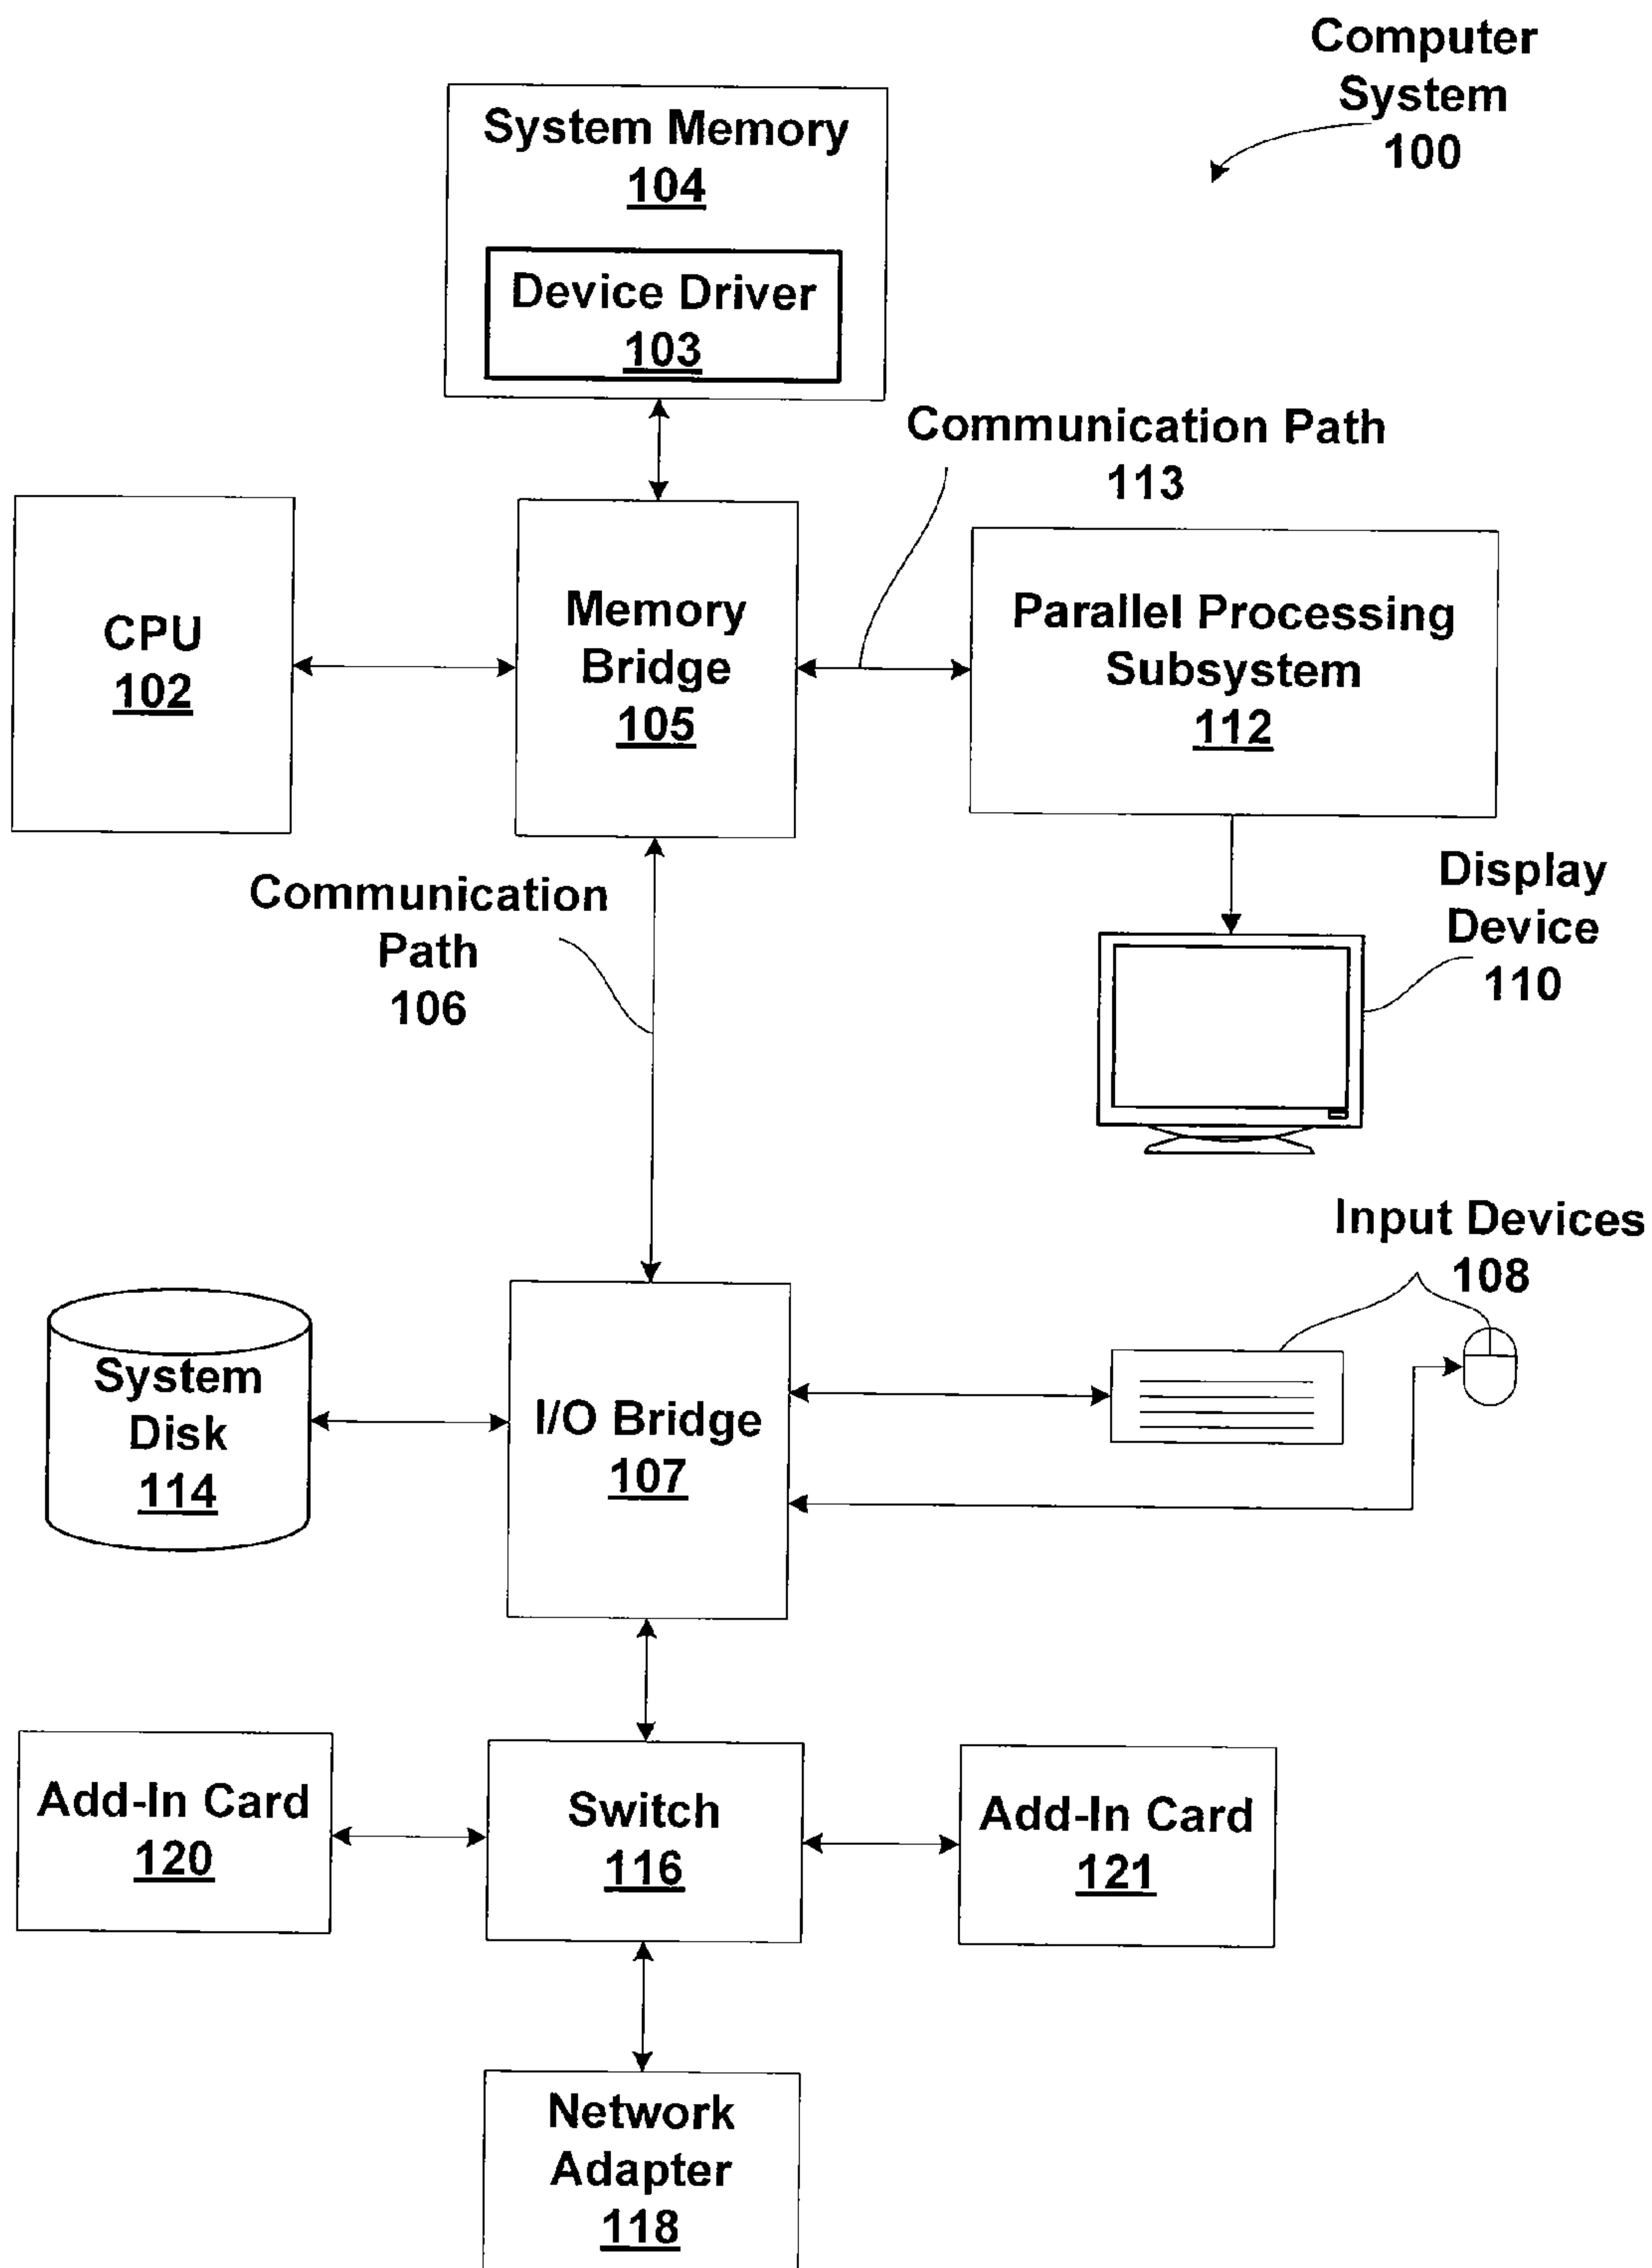 Computer
System
100
System Memory
104
Device Driver
103
Communication Path
113
CPU
102
Memory
Bridge
105
Parallel Processing
Subsystem
112
Communication
Path
106
Display
Device
110
Input Devices
108
System
Disk
114
I/O Bridge
107
Add-In Card
120
Switch
116
Add-In Card
121
Network
Adapter
118